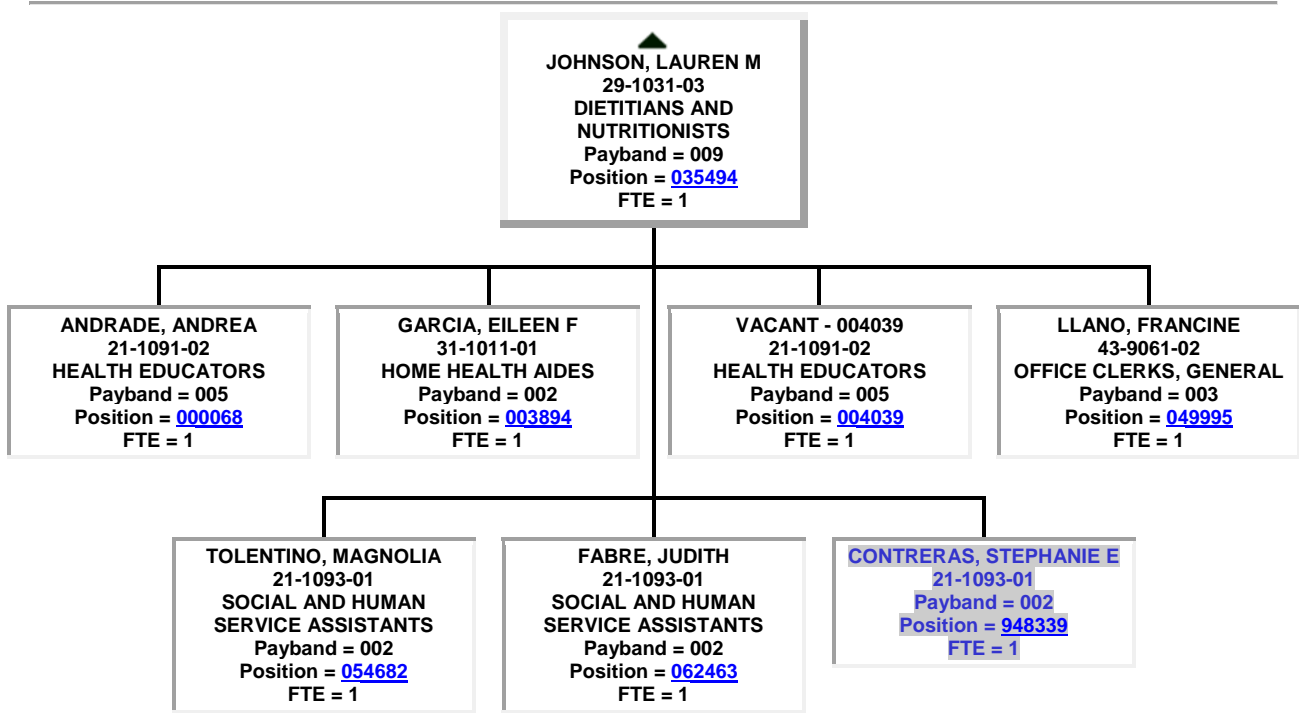 JOHNSON, LAUREN M
29-1031-03
DIETITIANS AND
NUTRITIONISTS
Payband = 009
Position = 035494
FTE = 1
ANDRADE, ANDREA
21-1091-02
HEALTH EDUCATORS
Payband = 005
Position = 000068
FTE = 1
GARCIA, EILEEN F
31-1011-01
HOME HEALTH AIDES
Payband = 002
Position = 003894
FTE = 1
VACANT - 004039
21-1091-02
HEALTH EDUCATORS
Payband = 005
Position = 004039
FTE = 1
LLANO, FRANCINE
43-9061-02
OFFICE CLERKS, GENERAL
Payband = 003
Position = 049995
FTE = 1
TOLENTINO, MAGNOLIA
21-1093-01
SOCIAL AND HUMAN
SERVICE ASSISTANTS
Payband = 002
Position = 054682
FTE = 1
FABRE, JUDITH
21-1093-01
SOCIAL AND HUMAN
SERVICE ASSISTANTS
Payband = 002
Position = 062463
FTE = 1
CONTRERAS, STEPHANIE E
21-1093-01
Payband = 002
Position = 948339
FTE = 1